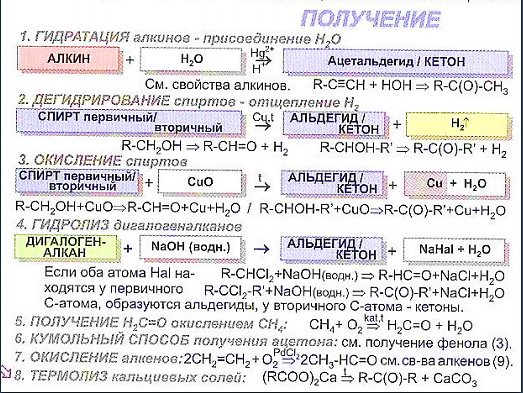 ПОЛУЧЕНИЕ
1. ГИДРАТАЦИЯ алкинов - присоединение H₂O
АЛКИН + H₂O Hg²⁺ H⁺ → Ацетальдегид / КЕТОН
См. свойства алкинов. R-C≡CH + HOH ⇒ R-C(O)-CH₃
2. ДЕГИДРИРОВАНИЕ спиртов - отщепление H₂
СПИРТ первичный/вторичный Cu,t → АЛЬДЕГИД / КЕТОН + H₂↑
R-CH₂OH ⇒ R-CH=O + H₂ R-CHOH-R' ⇒ R-C(O)-R' + H₂
3. ОКИСЛЕНИЕ спиртов
СПИРТ первичный/вторичный + CuO t → АЛЬДЕГИД / КЕТОН + Cu + H₂O
R-CH₂OH+CuO⇒R-CH=O+Cu+H₂O / R-CHOH-R'+CuO⇒R-C(O)-R'+Cu+H₂O
4. ГИДРОЛИЗ дигалогеналканов
ДИГАЛОГЕН-АЛКАН + NaOH (водн.) → АЛЬДЕГИД / КЕТОН + NaHal + H₂O
Если оба атома Hal на- R-CHCl₂+NaOH(водн.) ⇒ R-HC=O+NaCl+H₂O
ходятся у первичного R-CCl₂-R'+NaOH(водн.) ⇒ R-C(O)-R'+NaCl+H₂O
С-атома, образуются альдегиды, у вторичного С-атома - кетоны.
5. ПОЛУЧЕНИЕ H₂C=O окислением CH₄: CH₄+ O₂ kat,t ⇒ H₂C=O + H₂O
6. КУМОЛЬНЫЙ СПОСОБ получения ацетона: см. получение фенола (3).
7. ОКИСЛЕНИЕ алкенов: 2CH₂=CH₂ + O₂ PdCl₂ ⇒ 2CH₃-HC=O см. св-ва алкенов (9).
8. ТЕРМОЛИЗ кальциевых солей: (RCOO)₂Ca t ⇒ R-C(O)-R + CaCO₃